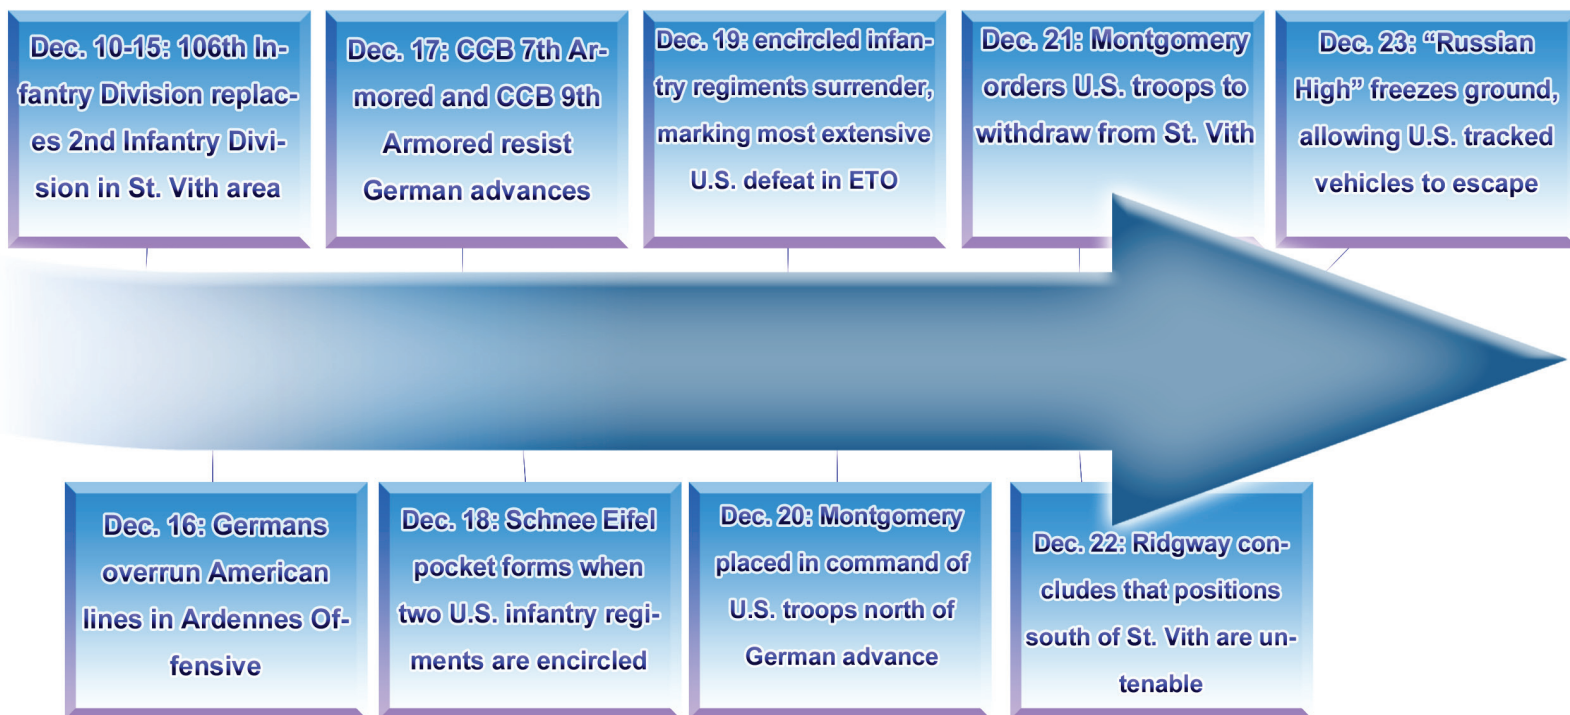 Dec. 10-15: 106th In-
fantry Division replac-
es 2nd Infantry Divi-
sion in St. Vith area
Dec. 17: CCB 7th Ar-
mored and CCB 9th
Armored resist
German advances
Dec. 19: encircled infan-
try regiments surrender,
marking most extensive
U.S. defeat in ETO
Dec. 21: Montgomery
orders U.S. troops to
withdraw from St. Vith
Dec. 23: “Russian
High” freezes ground,
allowing U.S. tracked
vehicles to escape
Dec. 16: Germans
overrun American
lines in Ardennes Of-
fensive
Dec. 18: Schnee Eifel
pocket forms when
two U.S. infantry regi-
ments are encircled
Dec. 20: Montgomery
placed in command of
U.S. troops north of
German advance
Dec. 22: Ridgway con-
cludes that positions
south of St. Vith are un-
tenable